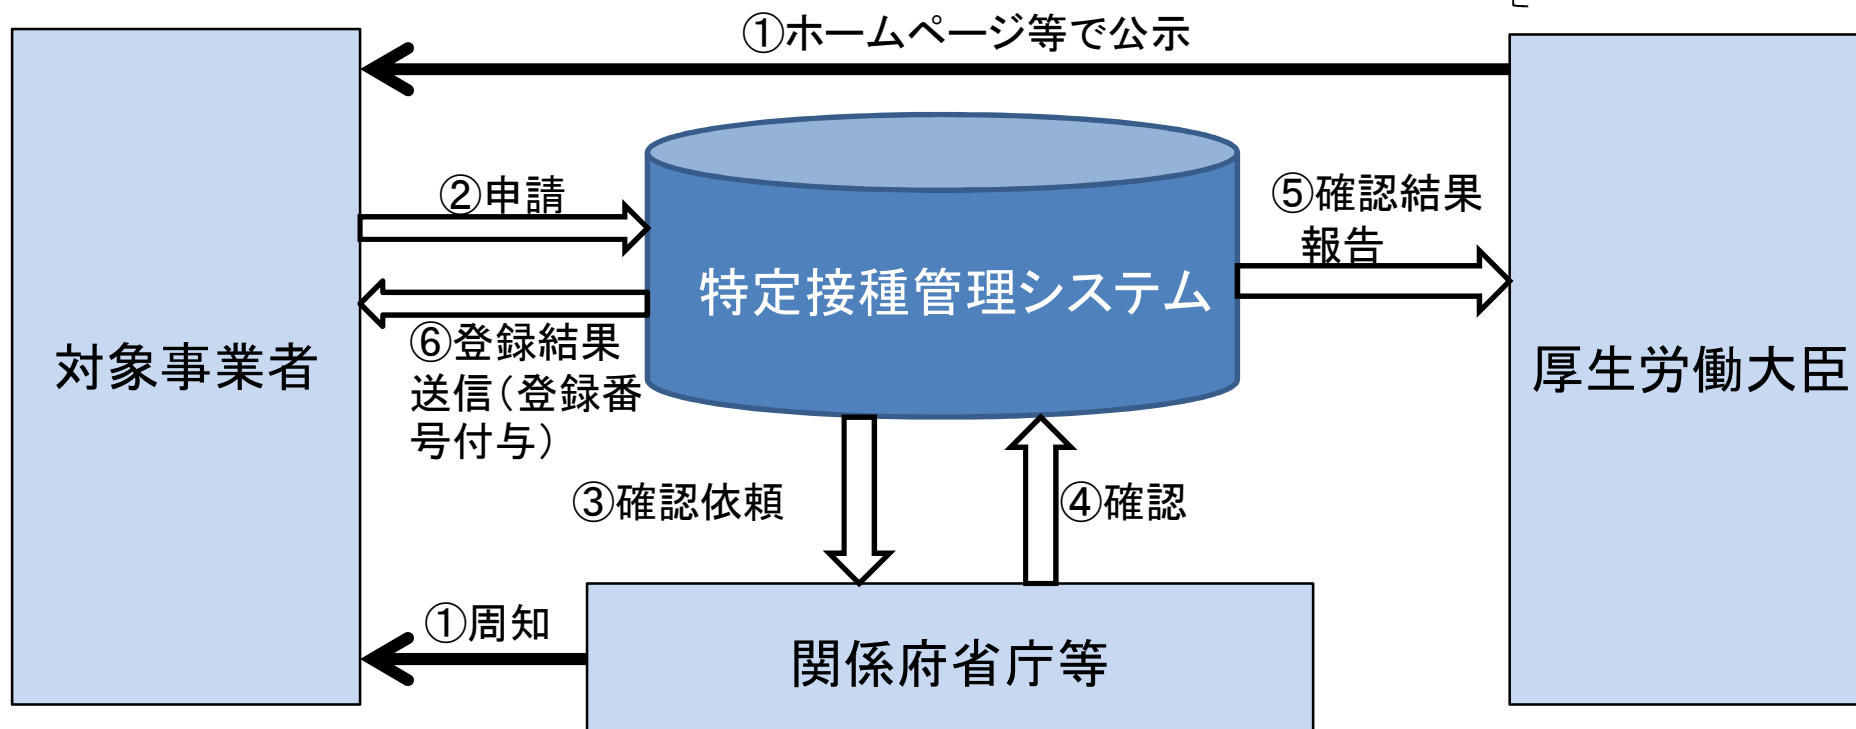 ①ホームページ等で公示
②申請
⑤確認結果
報告
特定接種管理システム
⑥登録結果
送信(登録番
号付与)
対象事業者
厚生労働大臣
③確認依頼
④確認
①周知
関係府省庁等